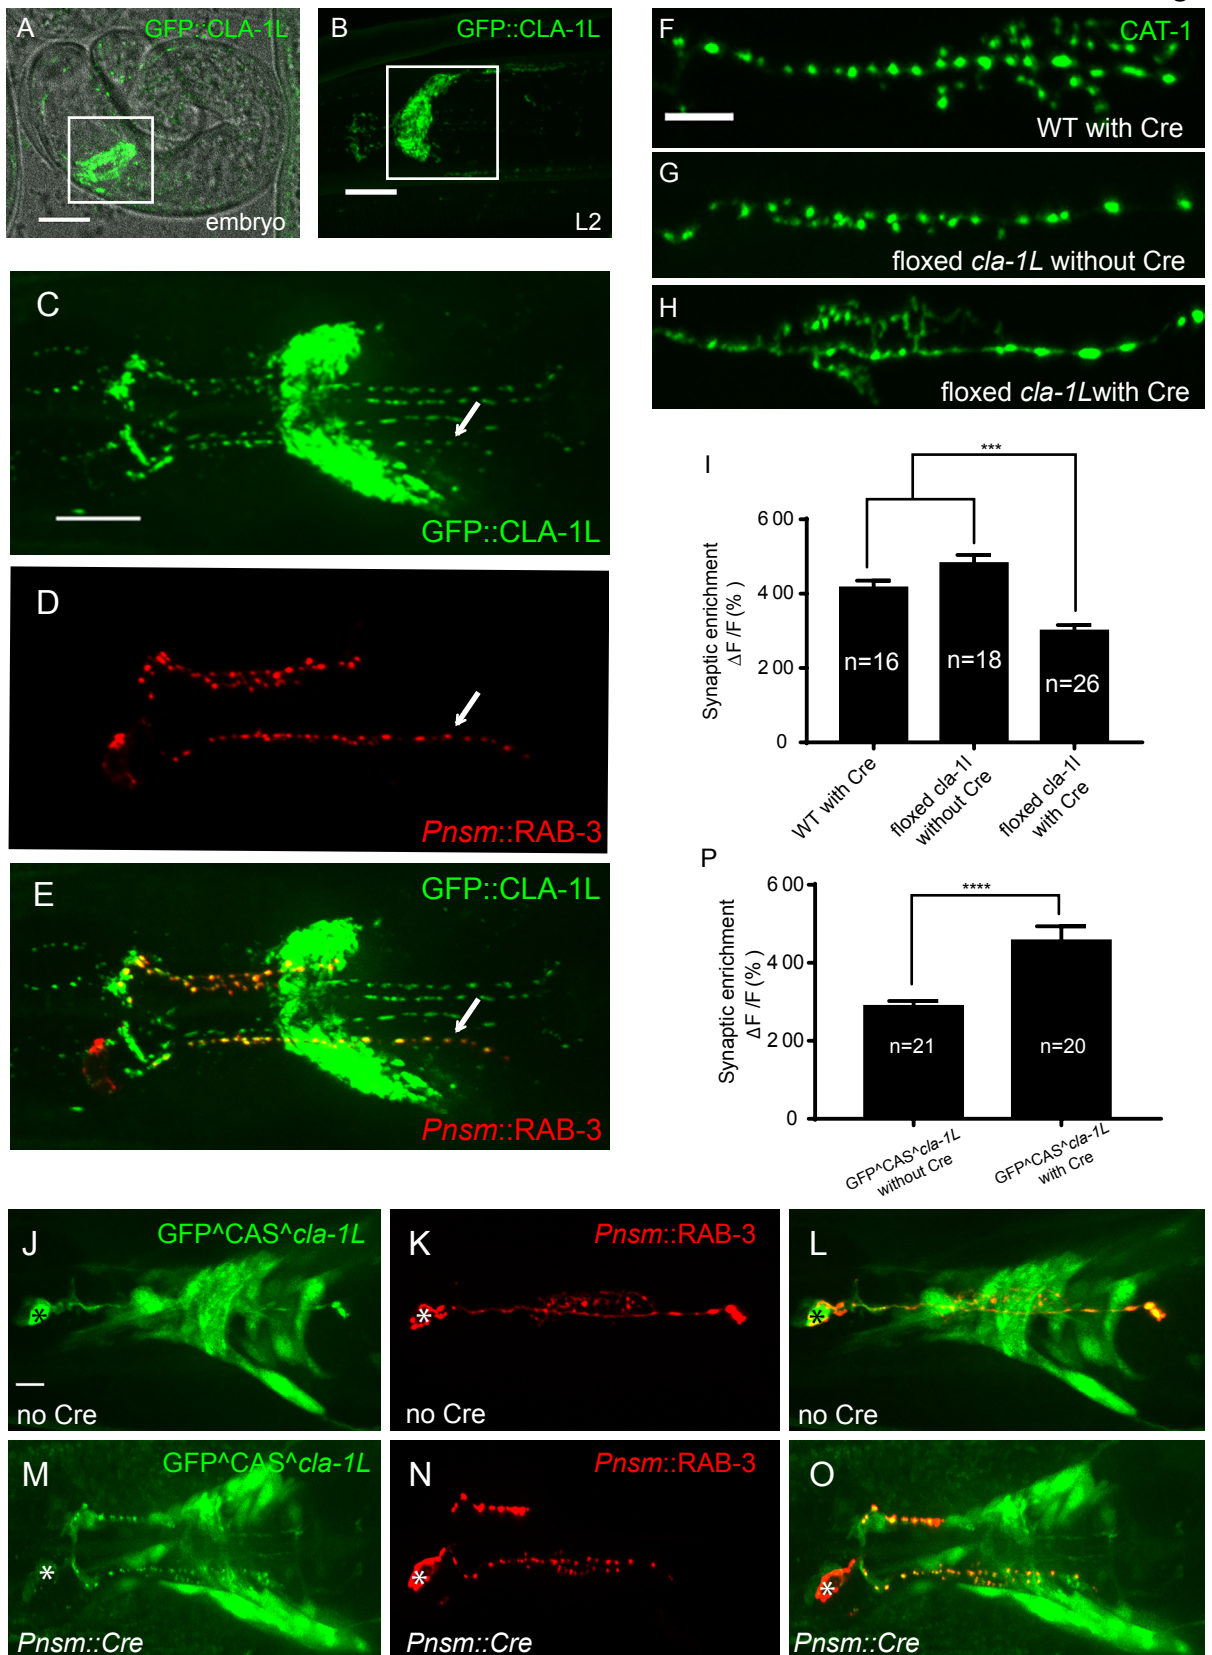 A
GFP::CLA-1L
embryo
B
GFP::CLA-1L
L2
C
GFP::CLA-1L
D
Pnsm::RAB-3
E
GFP::CLA-1L
Pnsm::RAB-3
F
CAT-1
WT with Cre
G
floxed cla-1L without Cre
H
floxed cla-1Lwith Cre
I
***
Synaptic enrichment
ΔF /F (% )
600
400
200
0
n=16
n=18
n=26
WT with Cre
floxed cla-1l
without Cre
floxed cla-1l
with Cre
P
****
Synaptic enrichment
ΔF /F (% )
600
400
200
0
n=21
n=20
GFP^CAS^cla-1L
without Cre
GFP^CAS^cla-1L
with Cre
J
GFP^CAS^cla-1L
*
no Cre
K
Pnsm::RAB-3
*
no Cre
L
*
no Cre
M
GFP^CAS^cla-1L
*
Pnsm::Cre
N
Pnsm::RAB-3
*
Pnsm::Cre
O
*
Pnsm::Cre